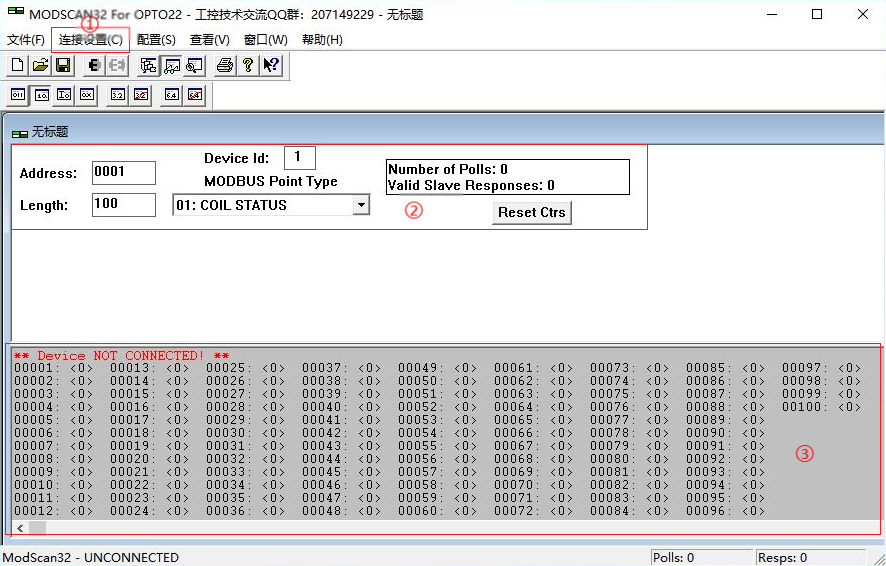 MODSCAN32 For OPTO22 - 工控技术交流QQ群：207149229 - 无标题
①
文件(F) 连接设置(C) 配置(S) 查看(V) 窗口(W) 帮助(H)
无标题
Device Id: 1
Address: 0001
MODBUS Point Type
Number of Polls: 0
Valid Slave Responses: 0
Length: 100
01: COIL STATUS
②
Reset Ctrs
** Device NOT CONNECTED! **
00001: <0> 00013: <0> 00025: <0> 00037: <0> 00049: <0> 00061: <0> 00073: <0> 00085: <0> 00097: <0>
00002: <0> 00014: <0> 00026: <0> 00038: <0> 00050: <0> 00062: <0> 00074: <0> 00086: <0> 00098: <0>
00003: <0> 00015: <0> 00027: <0> 00039: <0> 00051: <0> 00063: <0> 00075: <0> 00087: <0> 00099: <0>
00004: <0> 00016: <0> 00028: <0> 00040: <0> 00052: <0> 00064: <0> 00076: <0> 00088: <0> 00100: <0>
00005: <0> 00017: <0> 00029: <0> 00041: <0> 00053: <0> 00065: <0> 00077: <0> 00089: <0>
00006: <0> 00018: <0> 00030: <0> 00042: <0> 00054: <0> 00066: <0> 00078: <0> 00090: <0>
00007: <0> 00019: <0> 00031: <0> 00043: <0> 00055: <0> 00067: <0> 00079: <0> 00091: <0>
00008: <0> 00020: <0> 00032: <0> 00044: <0> 00056: <0> 00068: <0> 00080: <0> 00092: <0>
00009: <0> 00021: <0> 00033: <0> 00045: <0> 00057: <0> 00069: <0> 00081: <0> 00093: <0>
00010: <0> 00022: <0> 00034: <0> 00046: <0> 00058: <0> 00070: <0> 00082: <0> 00094: <0>
00011: <0> 00023: <0> 00035: <0> 00047: <0> 00059: <0> 00071: <0> 00083: <0> 00095: <0>
00012: <0> 00024: <0> 00036: <0> 00048: <0> 00060: <0> 00072: <0> 00084: <0> 00096: <0>
③
ModScan32 - UNCONNECTED
Polls: 0
Resps: 0